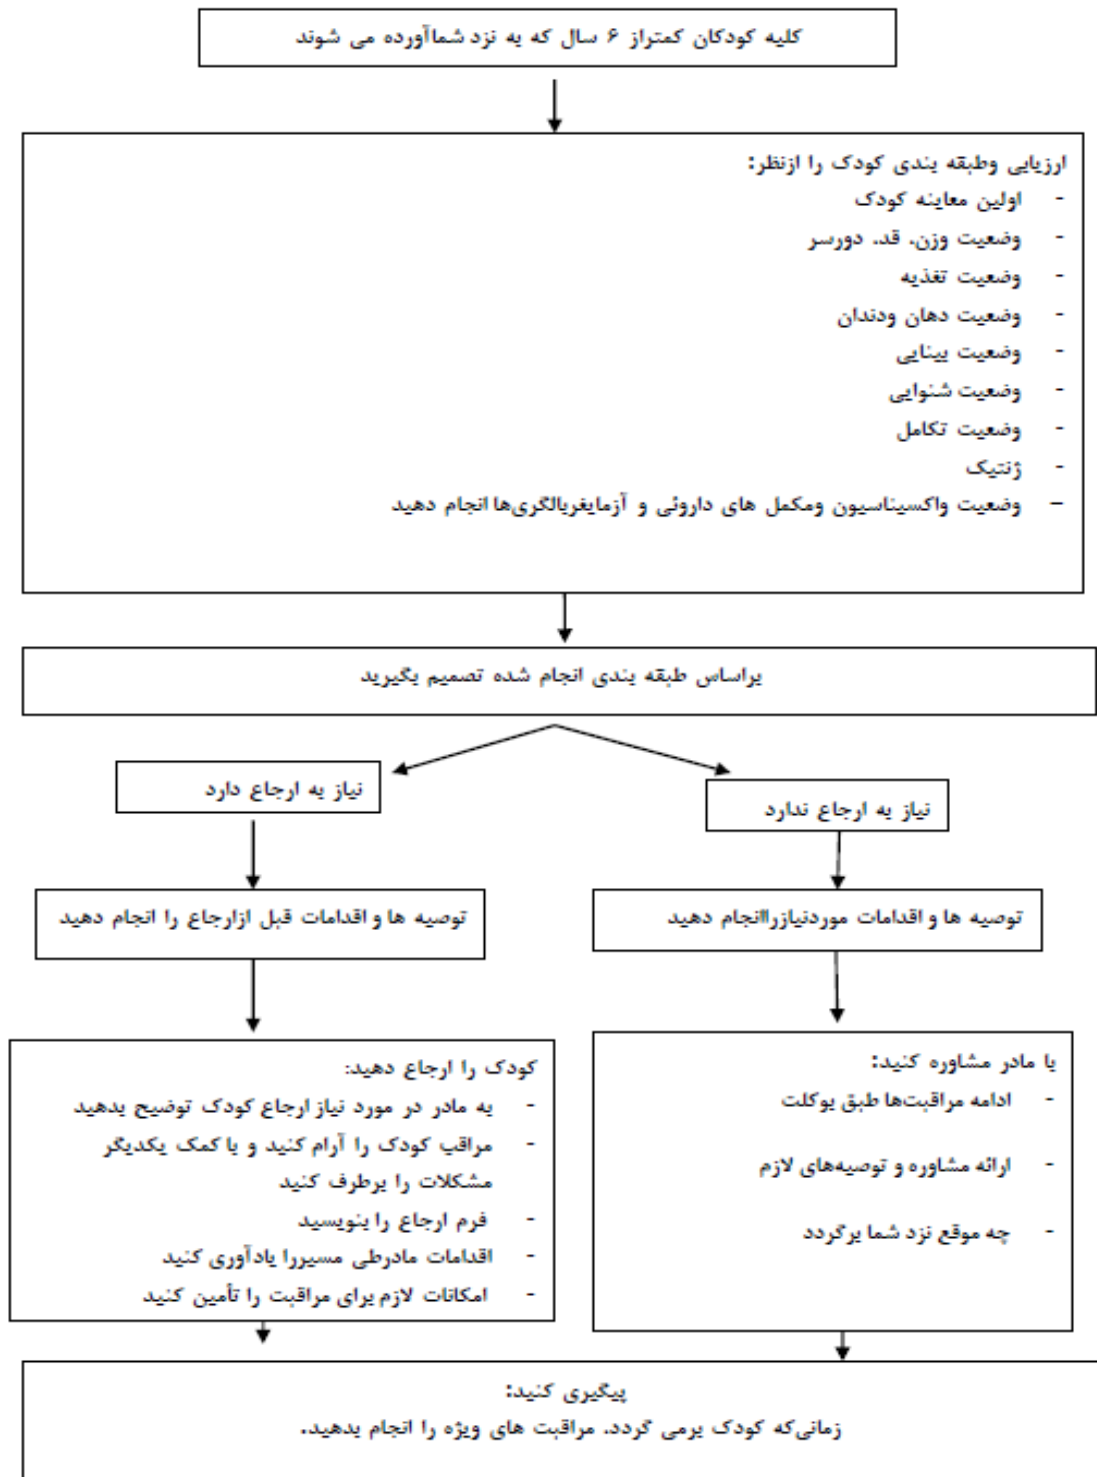 کلیه کودکان کمتراز ۶ سال که به نزد شماآورده می شوند
ارزیابی وطبقه بندی کودک را ازنظر:
- اولین معاینه کودک
- وضعیت وزن، قد، دورسر
- وضعیت تغذیه
- وضعیت دهان ودندان
- وضعیت بینایی
- وضعیت شنوایی
- وضعیت تکامل
- ژنتیک
– وضعیت واکسیناسیون ومکمل های داروئی و آزمایغربالگری‌ها انجام دهید
براساس طبقه بندی انجام شده تصمیم بگیرید
نیاز به ارجاع ندارد
توصیه ها و اقدامات موردنیازراانجام دهید
با مادر مشاوره کنید:
- ادامه مراقبت‌ها طبق بوکلت
- ارائه مشاوره و توصیه‌های لازم
- چه موقع نزد شما برگردد
نیاز به ارجاع دارد
توصیه ها و اقدامات قبل ازارجاع را انجام دهید
کودک را ارجاع دهید:
- به مادر در مورد نیاز ارجاع کودک توضیح بدهید
- مراقب کودک را آرام کنید و با کمک یکدیگر
مشکلات را برطرف کنید
- فرم ارجاع را بنویسید
- اقدامات مادرطی مسیررا یادآوری کنید
- امکانات لازم برای مراقبت را تأمین کنید
پیگیری کنید:
زمانی‌که کودک برمی گردد، مراقبت های ویژه را انجام بدهید.